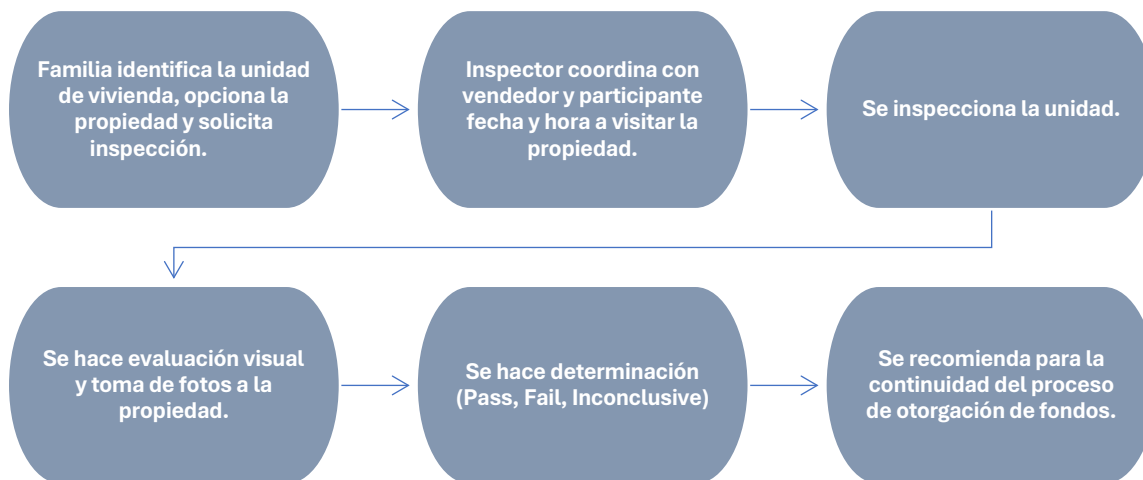 Familia identifica la unidad
de vivienda, opciona la
propiedad y solicita
inspección.
Inspector coordina con
vendedor y participante
fecha y hora a visitar la
propiedad.
Se inspecciona la unidad.
Se hace evaluación visual
y toma de fotos a la
propiedad.
Se hace determinación
(Pass, Fail, Inconclusive)
Se recomienda para la
continuidad del proceso
de otorgación de fondos.